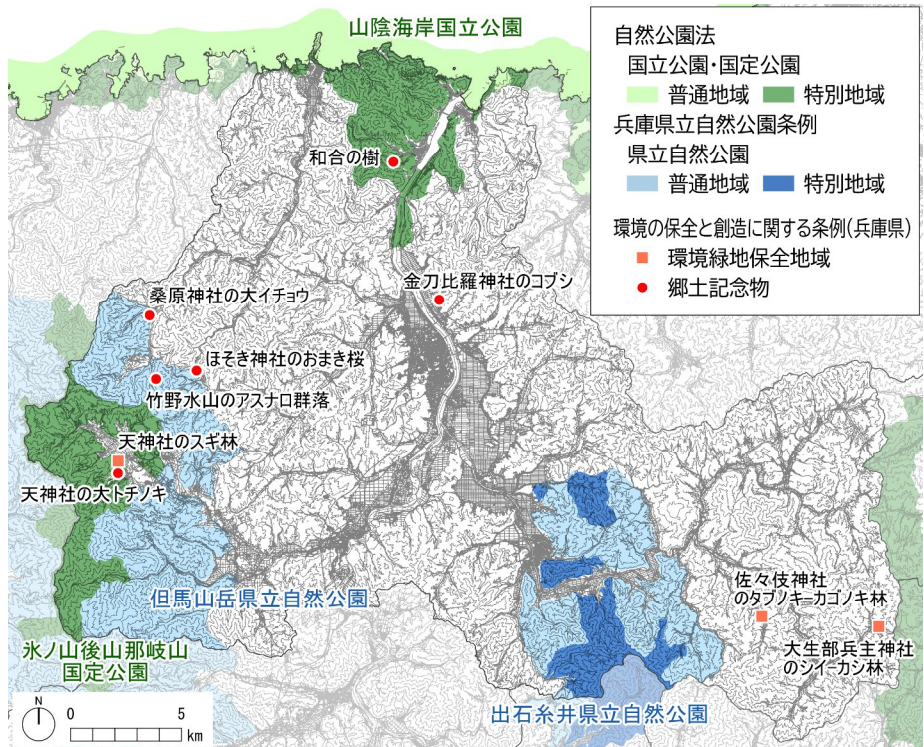 山陰海岸国立公園
自然公園法
国立公園・国定公園
普通地域 特別地域
兵庫県立自然公園条例
県立自然公園
普通地域 特別地域
環境の保全と創造に関する条例(兵庫県)
環境緑地保全地域
郷土記念物
和合の樹
金刀比羅神社のコブシ
桑原神社の大イチョウ
ほそき神社のおまき桜
竹野水山のアスナロ群落
天神社のスギ林
天神社の大トチノキ
但馬山岳県立自然公園
佐々伎神社
のタブノキーカゴノキ林
大生部兵主神社
のシイーカシ林
氷ノ山後山那岐山
国定公園
出石糸井県立自然公園
N
0 5
km